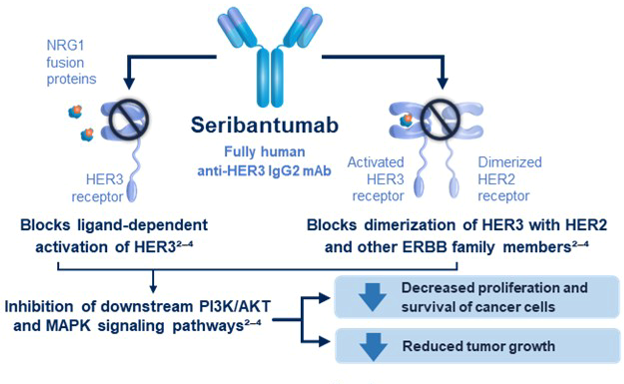 NRG1
fusion
proteins
Seribantumab
Fully human
anti-HER3 IgG2 mAb
HER3
receptor
Activated
HER3
receptor
Dimerized
HER2
receptor
Blocks ligand-dependent
activation of HER3²⁻⁴
Blocks dimerization of HER3 with HER2
and other ERBB family members²⁻⁴
Inhibition of downstream PI3K/AKT
and MAPK signaling pathways²⁻⁴
Decreased proliferation and
survival of cancer cells
Reduced tumor growth